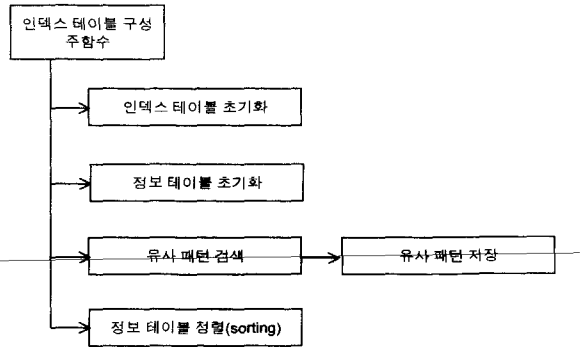 인덱스 테이블 구성
주함수
인덱스 테이블 초기화
정보 테이블 초기화
유사 패턴 검색
유사 패턴 저장
정보 테이블 정렬(sorting)